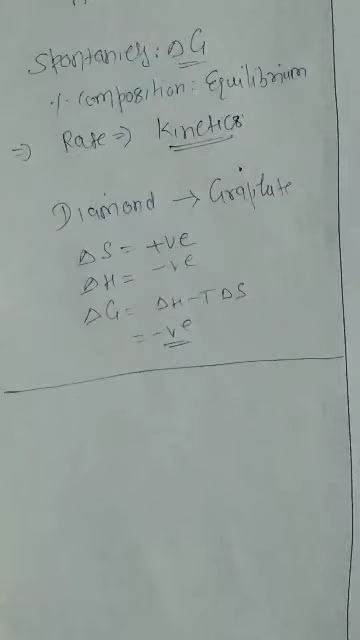 Spontaniety: ΔG
% Composition: Equilibrium
⇒ Rate ⇒ Kinetics
Diamond → Graphite
ΔS = +ve
ΔH = -ve
ΔG = ΔH-TΔS
= -ve